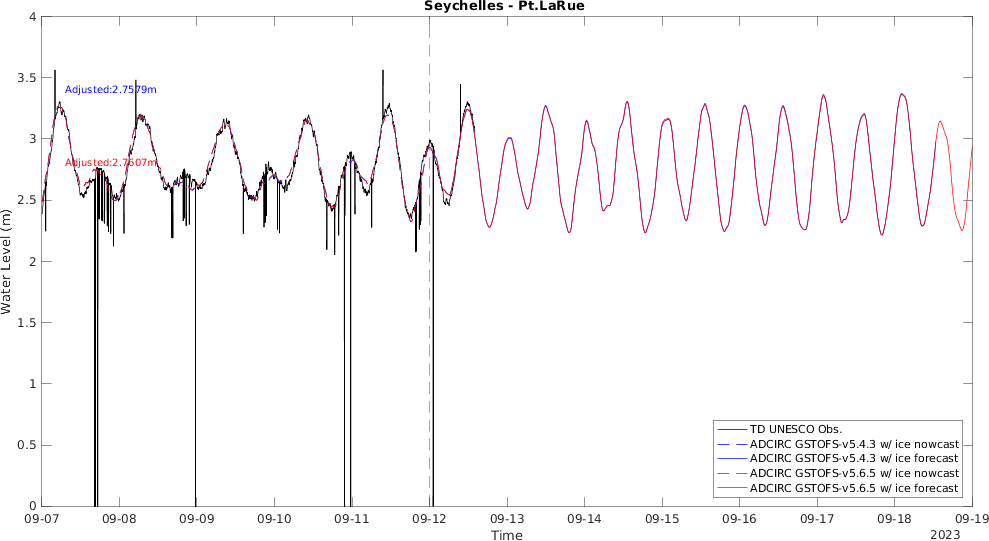 Seychelles - Pt.LaRue
4
3.5
3
2.5
2
1.5
1
0.5
0
Water Level (m)
Adjusted:2.7579m
Adjusted:2.7607m
TD UNESCO Obs.
ADCIRC GSTOFS-v5.4.3 w/ ice nowcast
ADCIRC GSTOFS-v5.4.3 w/ ice forecast
ADCIRC GSTOFS-v5.6.5 w/ ice nowcast
ADCIRC GSTOFS-v5.6.5 w/ ice forecast
09-07 09-08 09-09 09-10 09-11 09-12 09-13 09-14 09-15 09-16 09-17 09-18 09-19
Time
2023